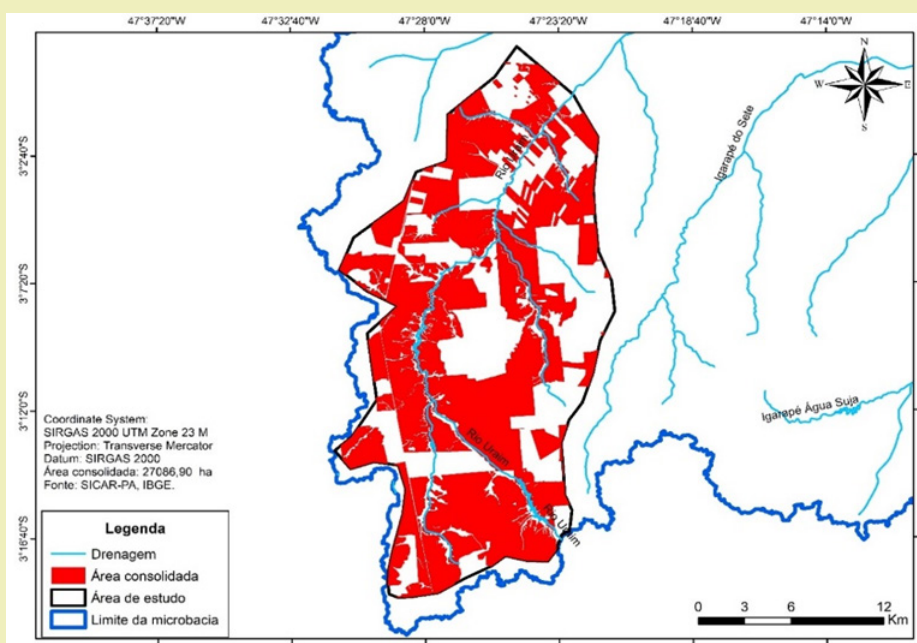 47°37'20"S
47°32'40"S
47°28'0"S
47°23'20"S
47°18'40"S
47°14'0"S
N
W
E
S
3°2'40"S
3°7'20"S
3°12'0"S
3°16'40"S
Igarapé do Sete
Igarapé Água Suja
Rio Uraim
Rio Uraim
Coordinate System:
SIRGAS 2000 UTM Zone 23 M
Projection: Transverse Mercator
Datum: SIRGAS 2000
Área consolidada: 27086,90 ha
Fonte: SICAR-PA, IBGE.
Legenda
Drenagem
Área consolidada
Área de estudo
Limite da microbacia
0 3 6 12
Km